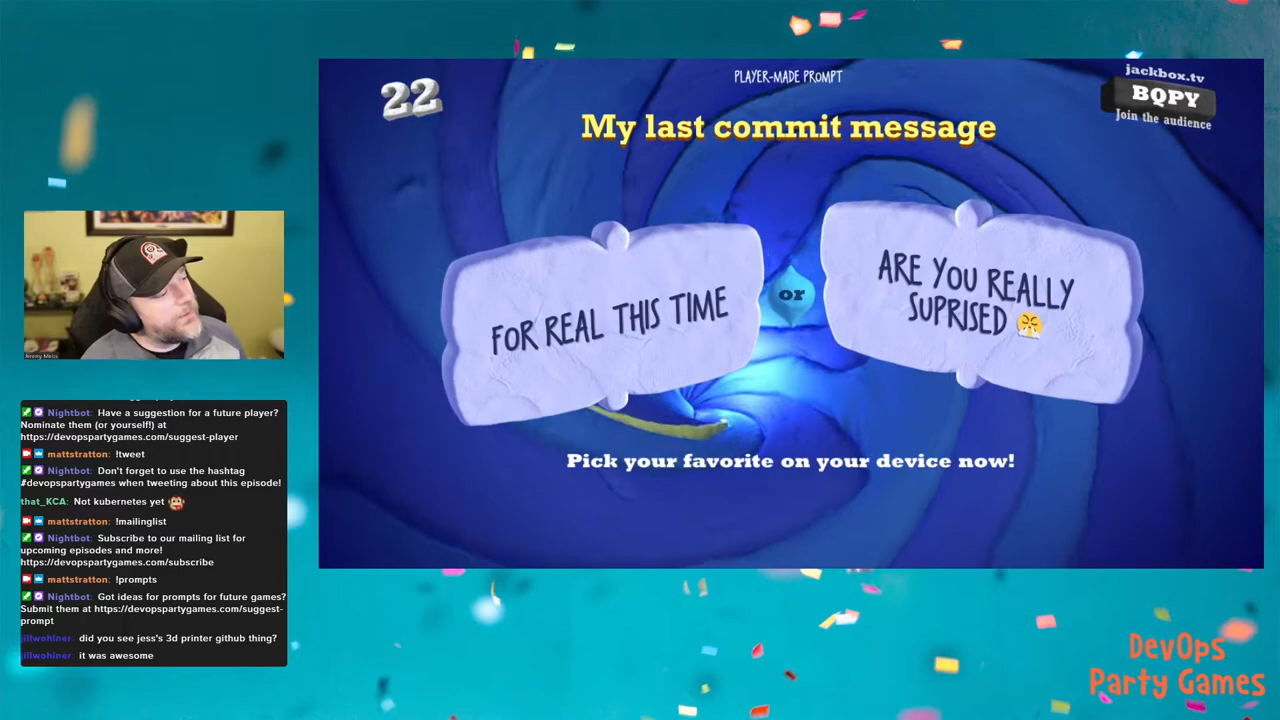 22
PLAYER-MADE PROMPT
My last commit message
jackbox.tv
BQPY
Join the audience
FOR REAL THIS TIME
or
ARE YOU REALLY
SUPRISED 😤
Pick your favorite on your device now!
Jeremy Meiss
Nightbot: Have a suggestion for a future player?
Nominate them (or yourself!) at
https://devopspartygames.com/suggest-player
mattstratton: !tweet
Nightbot: Don't forget to use the hashtag
#devopspartygames when tweeting about this episode!
that_KCA: Not kubernetes yet
mattstratton: !mailinglist
Nightbot: Subscribe to our mailing list for
upcoming episodes and more!
https://devopspartygames.com/subscribe
mattstratton: !prompts
Nightbot: Got ideas for prompts for future games?
Submit them at https://devopspartygames.com/suggest-
prompt
jillwohlner: did you see jess's 3d printer github thing?
jillwohlner: it was awesome
DevOps
Party Games